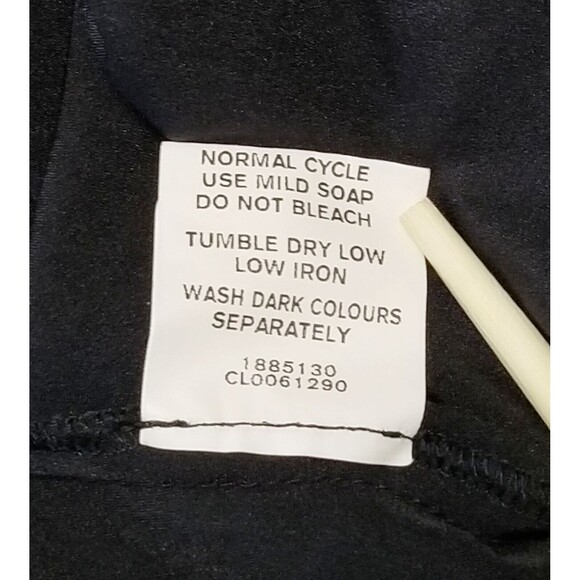 NORMAL CYCLE
USE MILD SOAP
DO NOT BLEACH
TUMBLE DRY LOW
LOW IRON
WASH DARK COLOURS
SEPARATELY
1885130
CL0061290